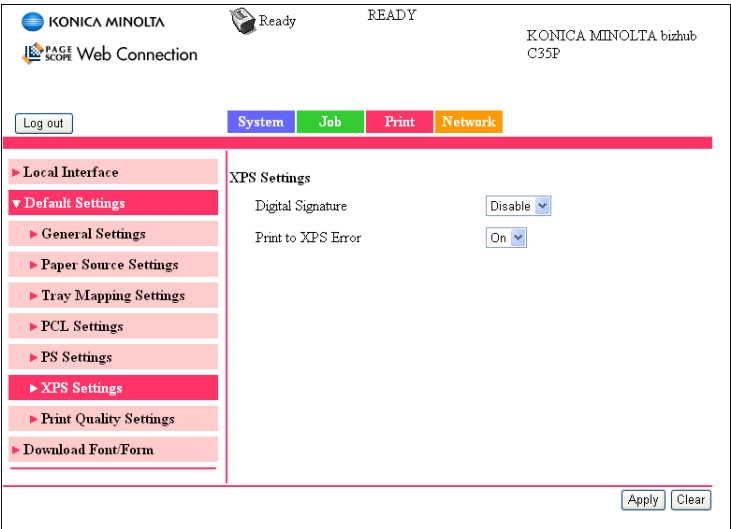 KONICA MINOLTA
Ready
READY
KONICA MINOLTA bizhub
C35P
PAGE SCOPE Web Connection
Log out
System
Job
Print
Network
Local Interface
Default Settings
General Settings
Paper Source Settings
Tray Mapping Settings
PCL Settings
PS Settings
XPS Settings
Print Quality Settings
Download Font/Form
XPS Settings
Digital Signature
Disable
Print to XPS Error
On
Apply
Clear